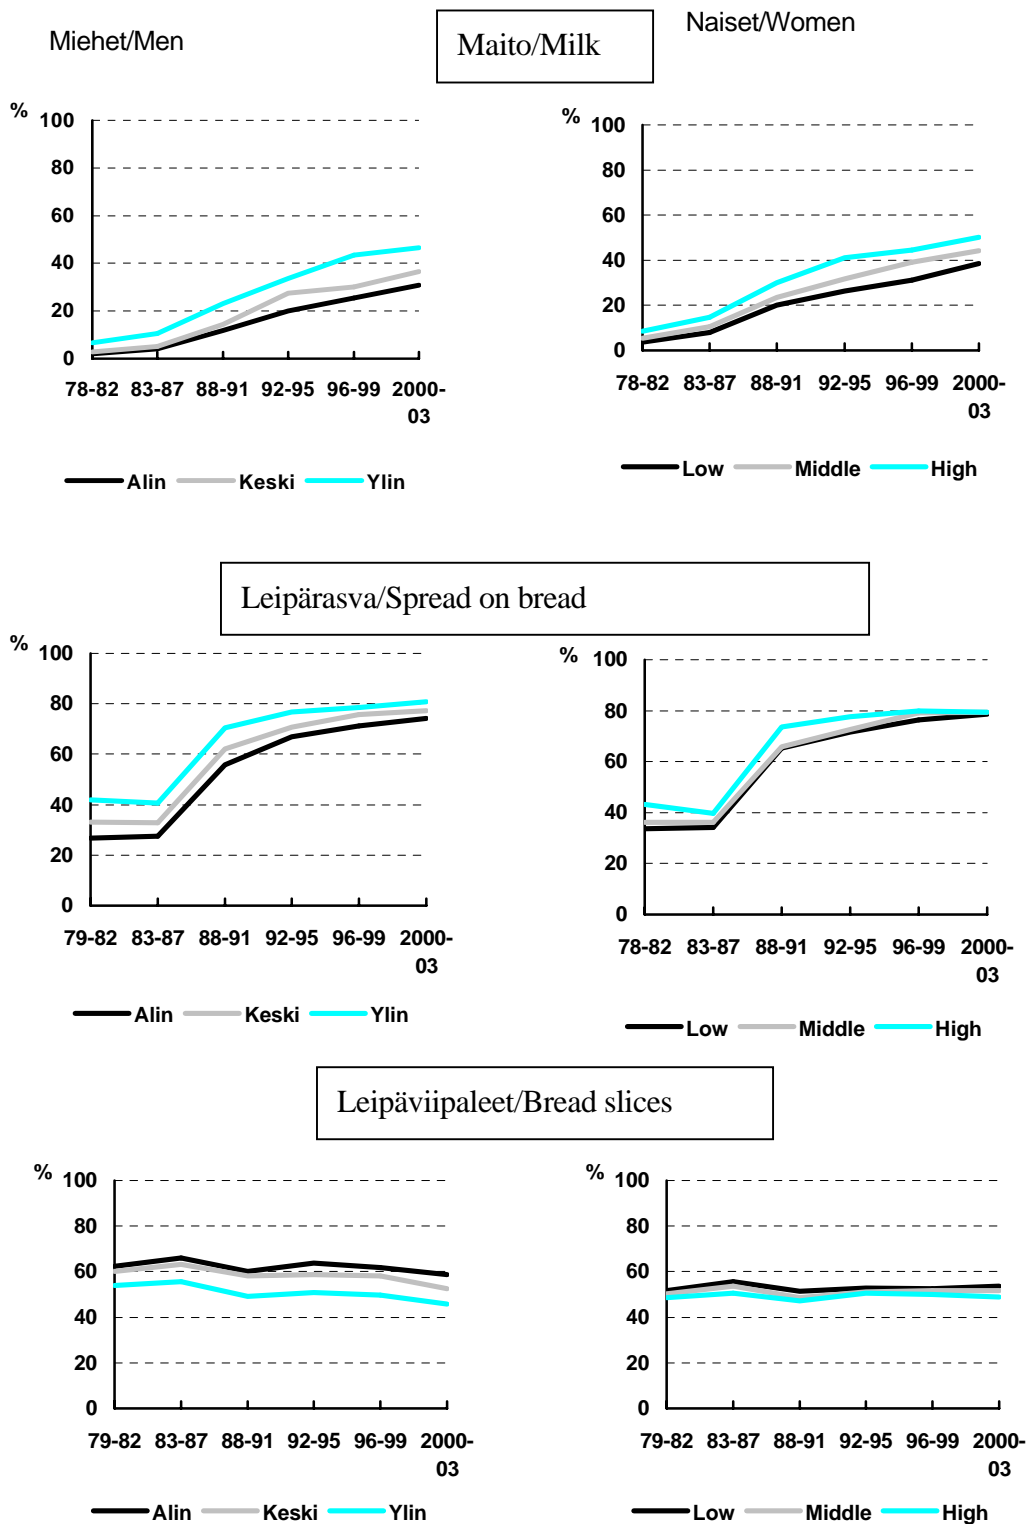 Miehet/Men
Maito/Milk
Naiset/Women
%
100
80
60
40
20
0
78-82 83-87 88-91 92-95 96-99 2000-
03
Alin Keski Ylin
%
100
80
60
40
20
0
78-82 83-87 88-91 92-95 96-99 2000-
03
Low Middle High
Leipärasva/Spread on bread
%
100
80
60
40
20
0
79-82 83-87 88-91 92-95 96-99 2000-
03
Alin Keski Ylin
%
100
80
60
40
20
0
78-82 83-87 88-91 92-95 96-99 2000-
03
Low Middle High
Leipäviipaleet/Bread slices
%
100
80
60
40
20
0
79-82 83-87 88-91 92-95 96-99 2000-
03
Alin Keski Ylin
%
100
80
60
40
20
0
79-82 83-87 88-91 92-95 96-99 2000-
03
Low Middle High